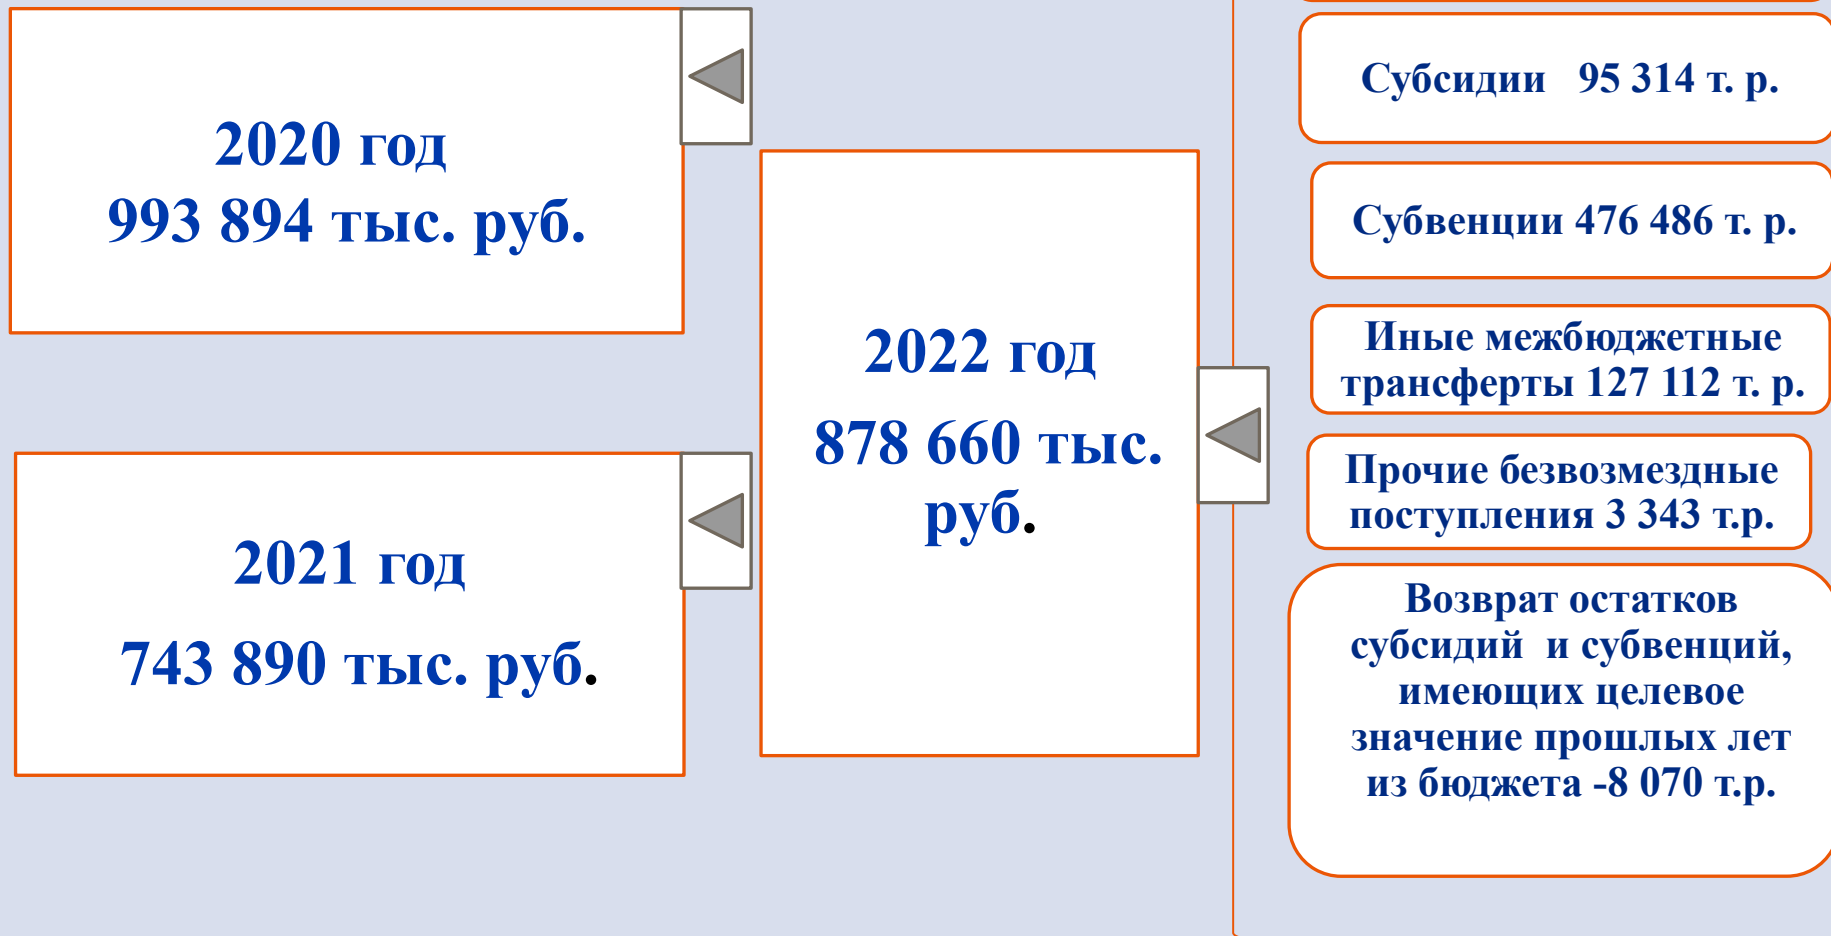 2020 год
993 894 тыс. руб.
2021 год
743 890 тыс. руб.
2022 год
878 660 тыс.
руб.
Субсидии   95 314 т. р.
Субвенции 476 486 т. р.
Иные межбюджетные
трансферты 127 112 т. р.
Прочие безвозмездные
поступления 3 343 т.р.
Возврат остатков
субсидий  и субвенций,
имеющих целевое
значение прошлых лет
из бюджета -8 070 т.р.